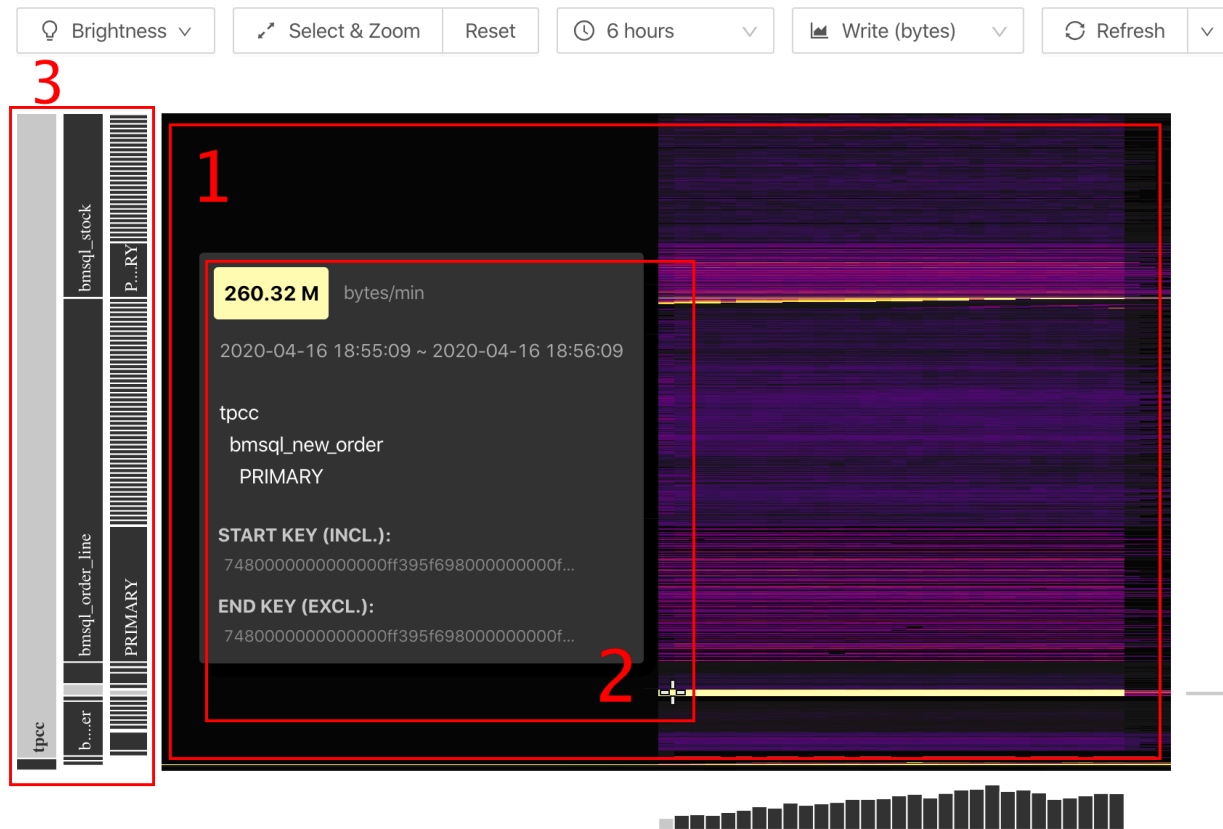 Brightness Select & Zoom Reset 6 hours Write (bytes) Refresh
3
1
260.32 M bytes/min
2020-04-16 18:55:09 ~ 2020-04-16 18:56:09
tpcc
bmsql_new_order
PRIMARY
START KEY (INCL.):
7480000000000000ff395f698000000000000f...
END KEY (EXCL.):
7480000000000000ff395f698000000000000f...
2
tpcc
bmsql_stock
bmsql_order_line
b....er
P....RY
PRIMARY